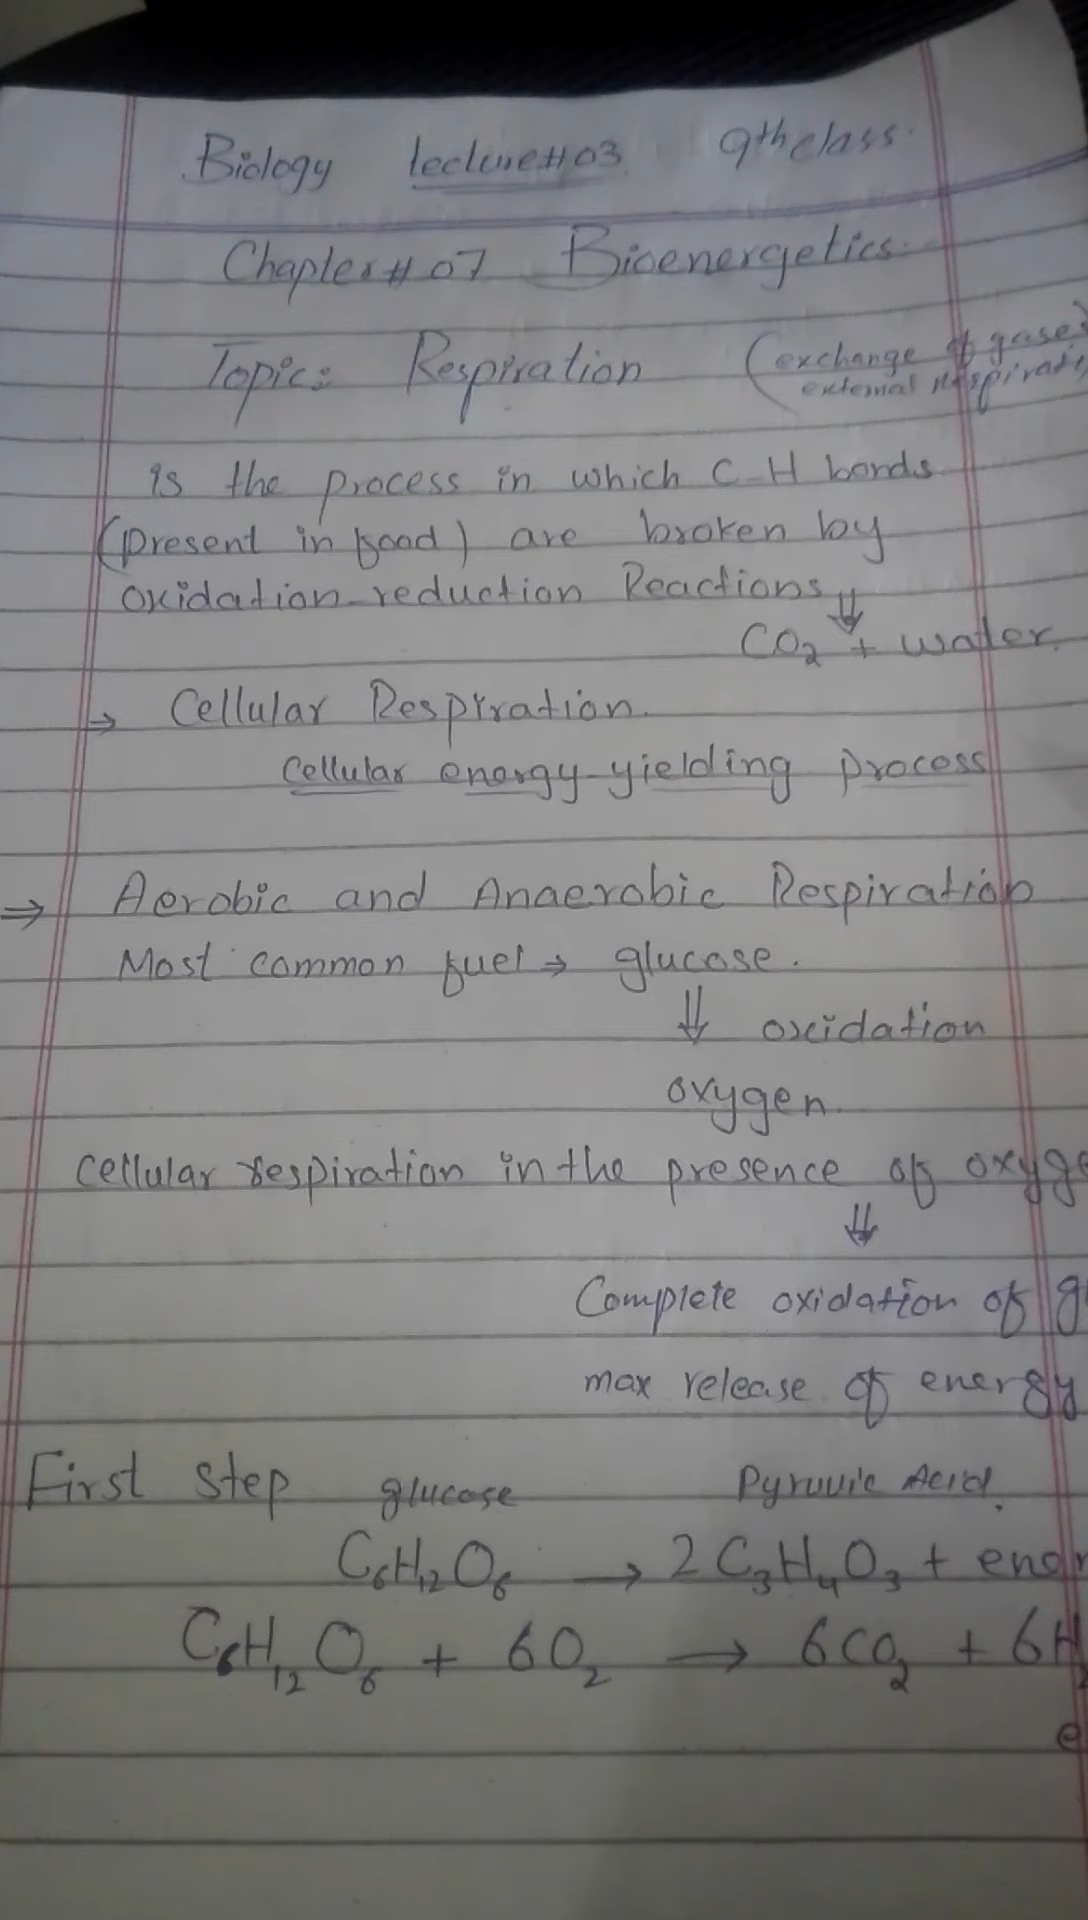 Biology lecture#03 9th class.
Chapter#07 Bioenergetics.
Topic: Respiration (exchange of gases
external respirati
is the process in which C-H bonds
(present in food) are broken by
oxidation-reduction Reactions ⇓
CO₂ + water.
→ Cellular Respiration.
Cellular energy-yielding process
⇒ Aerobic and Anaerobic Respiration
Most common fuel → glucose.
⇓ oxidation
oxygen.
Cellular respiration in the presence of oxyge
⇓
Complete oxidation of g
max release of energy
First step glucose Pyruvic Acid.
C₆H₁₂O₆ → 2C₃H₄O₃ + ener
C₆H₁₂O₆ + 6O₂ → 6CO₂ + 6H₂
e